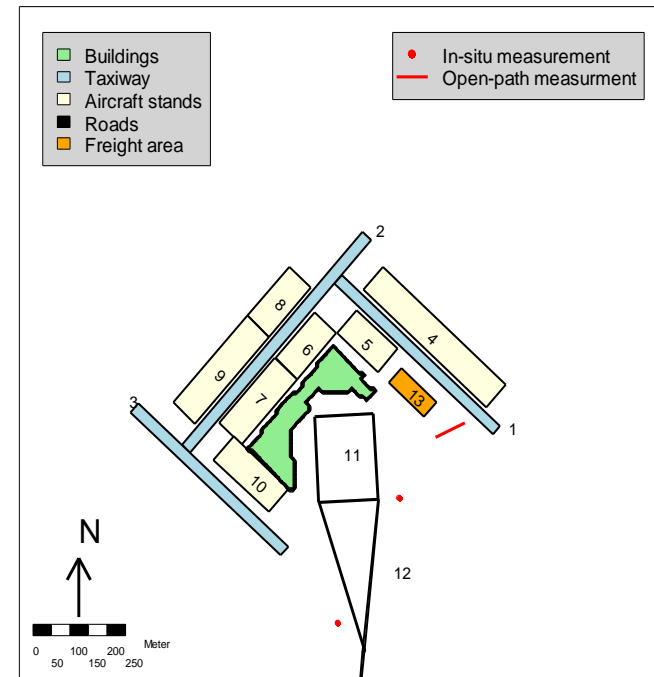 Buildings
Taxiway
Aircraft stands
Roads
Freight area
In-situ measurement
Open-path measurment
2
8
4
6
5
9
13
3
7
1
11
10
N
12
Meter
0 100 200
50 150 250